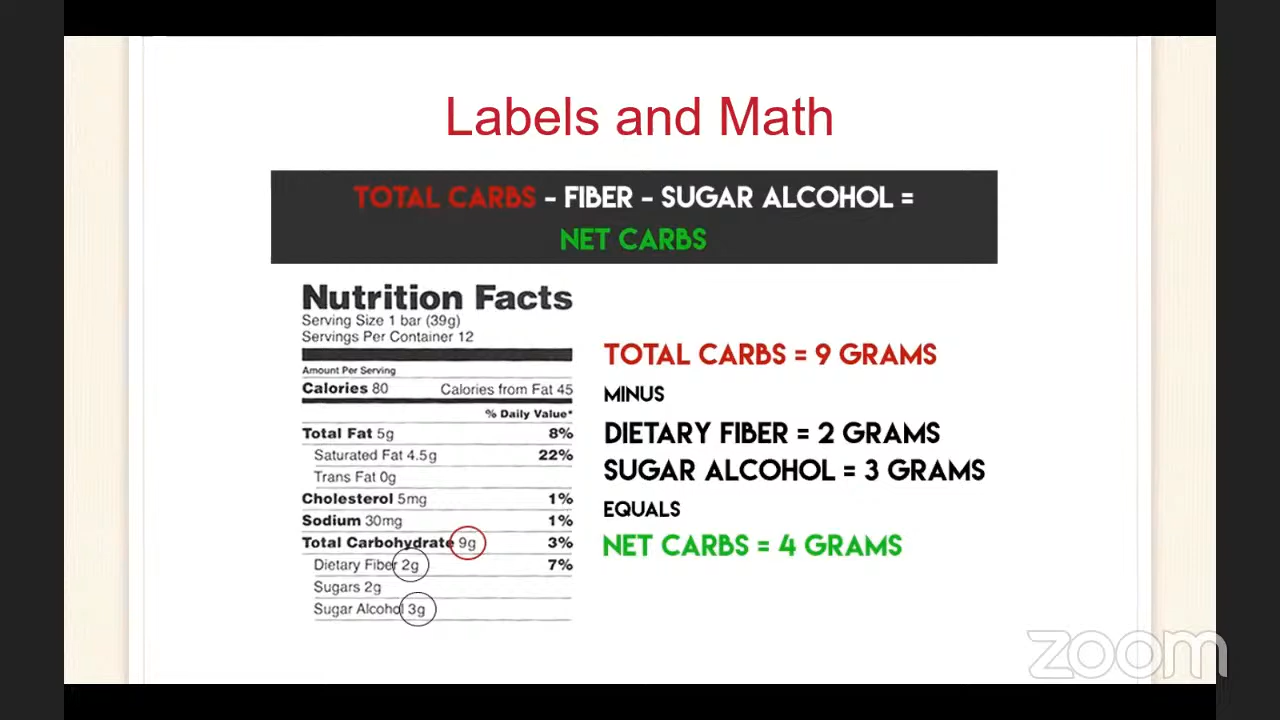 Labels and Math
TOTAL CARBS - FIBER - SUGAR ALCOHOL =
NET CARBS
Nutrition Facts
Serving Size 1 bar (39g)
Servings Per Container 12
Amount Per Serving
Calories 80 Calories from Fat 45
% Daily Value*
Total Fat 5g 8%
Saturated Fat 4.5g 22%
Trans Fat 0g
Cholesterol 5mg 1%
Sodium 30mg 1%
Total Carbohydrate 9g 3%
Dietary Fiber 2g 7%
Sugars 2g
Sugar Alcohol 3g
TOTAL CARBS = 9 GRAMS
MINUS
DIETARY FIBER = 2 GRAMS
SUGAR ALCOHOL = 3 GRAMS
EQUALS
NET CARBS = 4 GRAMS
zoom